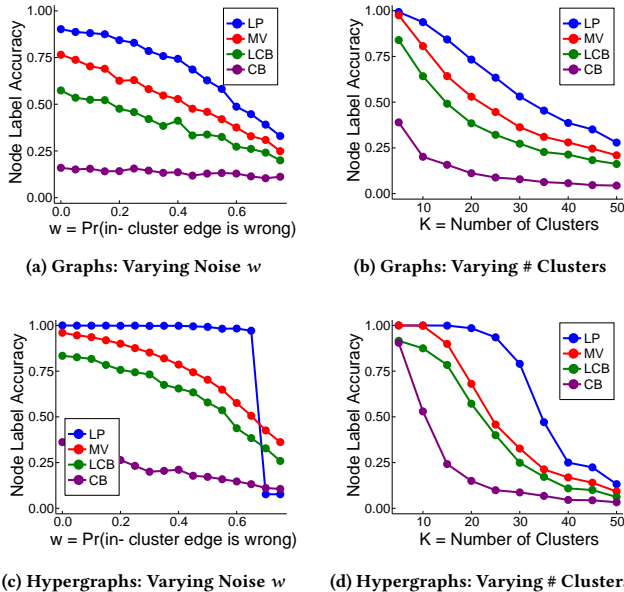 1.00
0.75
0.50
0.25
0.00
Node Label Accuracy
LP
MV
LCB
CB
0.0 0.2 0.4 0.6
w = Pr(in- cluster edge is wrong)
(a) Graphs: Varying Noise w
1.00
0.75
0.50
0.25
0.00
Node Label Accuracy
LP
MV
LCB
CB
10 20 30 40 50
K = Number of Clusters
(b) Graphs: Varying # Clusters
1.00
0.75
0.50
0.25
0.00
Node Label Accuracy
LP
MV
LCB
CB
0.0 0.2 0.4 0.6
w = Pr(in- cluster edge is wrong)
(c) Hypergraphs: Varying Noise w
1.00
0.75
0.50
0.25
0.00
Node Label Accuracy
LP
MV
LCB
CB
10 20 30 40 50
K = Number of Clusters
(d) Hypergraphs: Varying # Clusters